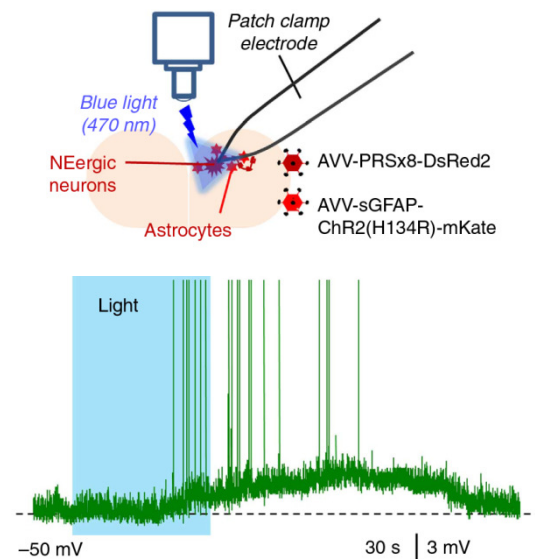 Patch clamp
electrode
Blue light
(470 nm)
NEergic
neurons
Astrocytes
AVV-PRSx8-DsRed2
AVV-sGFAP-
ChR2(H134R)-mKate
Light
–50 mV
30 s
3 mV